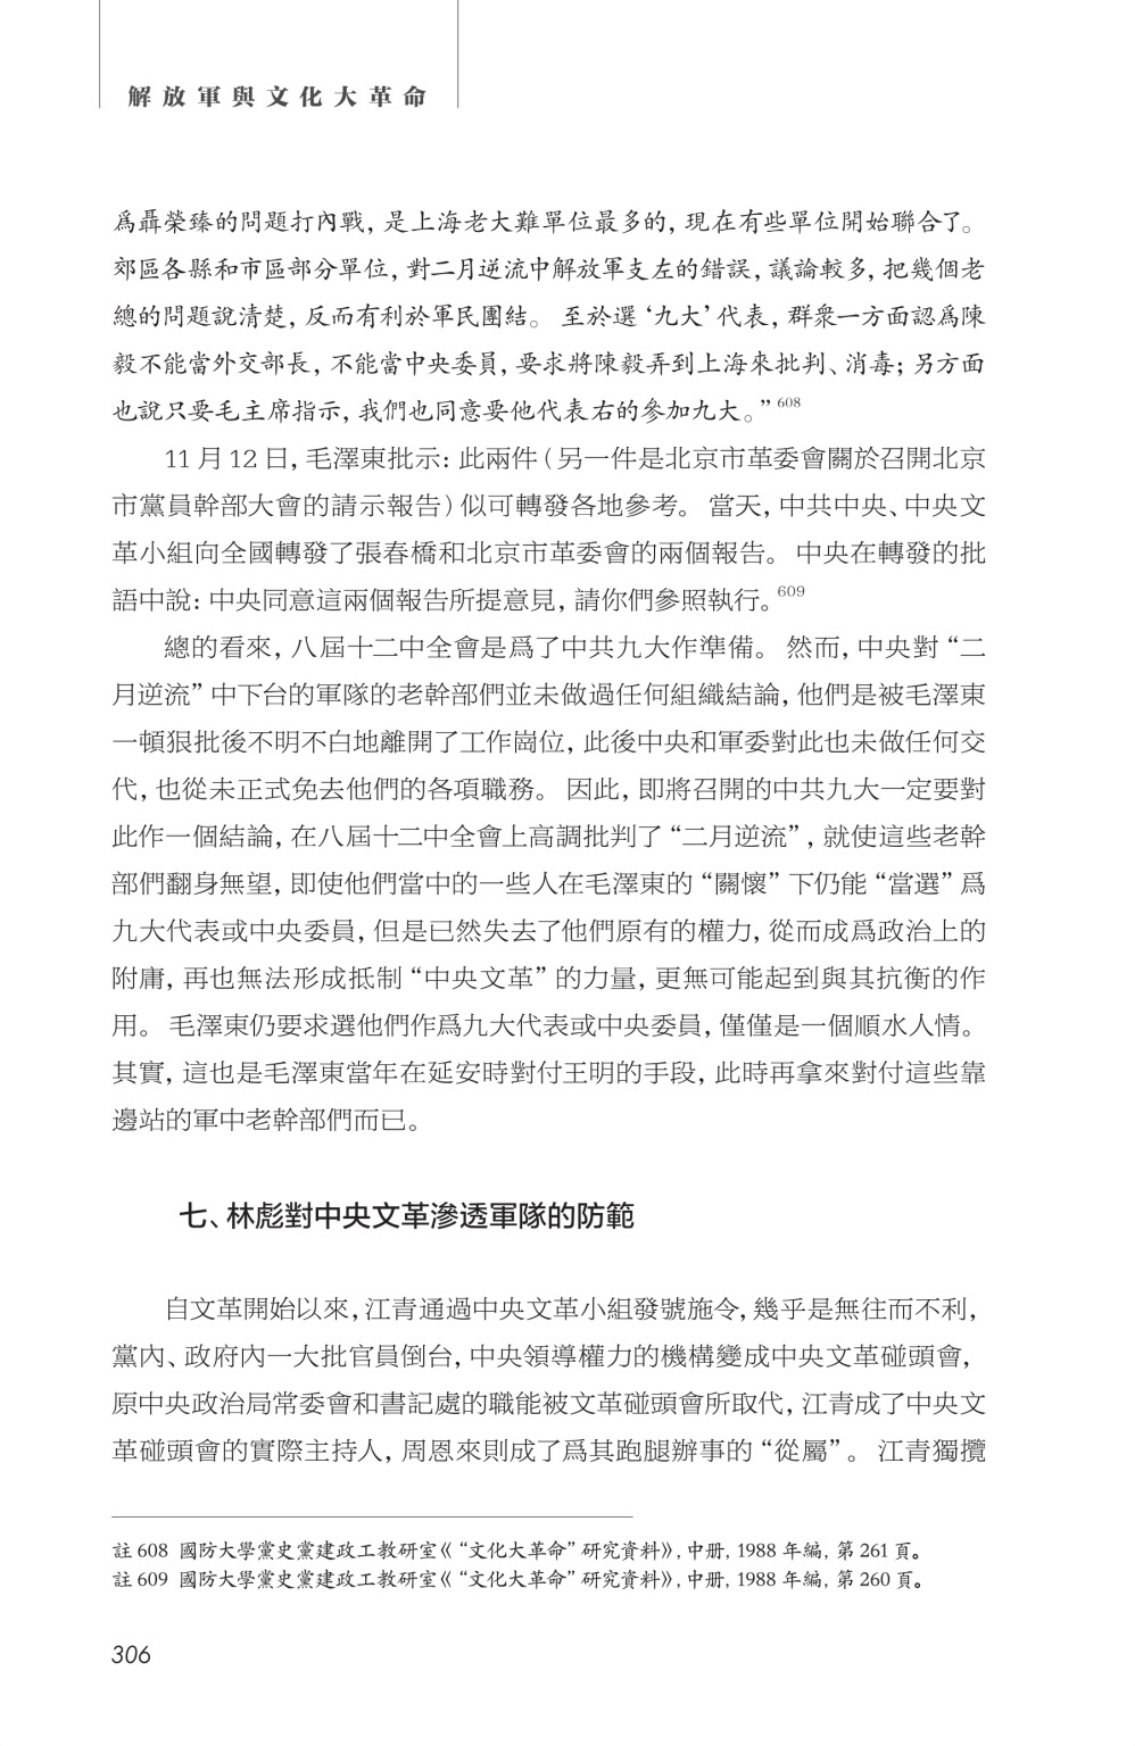 解放軍與文化大革命
爲聶榮臻的問題打內戰，是上海老大難單位最多的，現在有些單位開始聯合了。
郊區各縣和市區部分單位，對二月逆流中解放軍支左的錯誤，議論較多，把幾個老
總的問題說清楚，反而有利於軍民團結。 至於選‘九大’代表，群衆一方面認爲陳
毅不能當外交部長，不能當中央委員，要求將陳毅弄到上海來批判、消毒；另方面
也說只要毛主席指示，我們也同意要他代表右的參加九大。”608
11月12日，毛澤東批示：此兩件（另一件是北京市革委會關於召開北京
市黨員幹部大會的請示報告）似可轉發各地參考。 當天，中共中央、中央文
革小組向全國轉發了張春橋和北京市革委會的兩個報告。 中央在轉發的批
語中說：中央同意這兩個報告所提意見，請你們參照執行。609
總的看來，八屆十二中全會是爲了中共九大作準備。 然而，中央對“二
月逆流”中下台的軍隊的老幹部們並未做過任何組織結論，他們是被毛澤東
一頓狠批後不明不白地離開了工作崗位，此後中央和軍委對此也未做任何交
代，也從未正式免去他們的各項職務。 因此，即將召開的中共九大一定要對
此作一個結論，在八屆十二中全會上高調批判了“二月逆流”，就使這些老幹
部們翻身無望，即使他們當中的一些人在毛澤東的“關懷”下仍能“當選”爲
九大代表或中央委員，但是已然失去了他們原有的權力，從而成爲政治上的
附庸，再也無法形成抵制“中央文革”的力量，更無可能起到與其抗衡的作
用。 毛澤東仍要求選他們作爲九大代表或中央委員，僅僅是一個順水人情。
其實，這也是毛澤東當年在延安時對付王明的手段，此時再拿來對付這些靠
邊站的軍中老幹部們而已。
七、林彪對中央文革滲透軍隊的防範
自文革開始以來，江青通過中央文革小組發號施令，幾乎是無往而不利，
黨內、政府內一大批官員倒台，中央領導權力的機構變成中央文革碰頭會，
原中央政治局常委會和書記處的職能被文革碰頭會所取代，江青成了中央文
革碰頭會的實際主持人，周恩來則成了爲其跑腿辦事的“從屬”。 江青獨攬
註 608 國防大學黨史黨建政工教研室《“文化大革命”研究資料》，中册，1988 年編，第 261 頁。
註 609 國防大學黨史黨建政工教研室《“文化大革命”研究資料》，中册，1988 年編，第 260 頁。
306